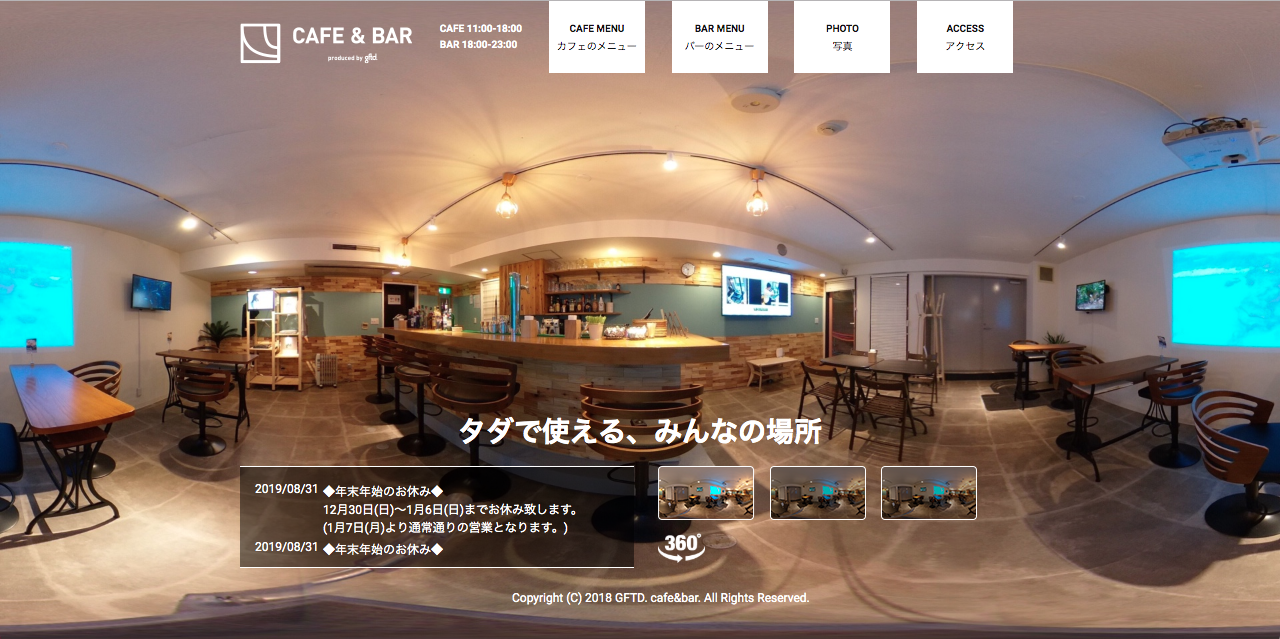 CAFE & BAR
produced by gftd
CAFE 11:00-18:00
BAR 18:00-23:00
CAFE MENU
カフェのメニュー
BAR MENU
バーのメニュー
PHOTO
写真
ACCESS
アクセス
タダで使える、みんなの場所
2019/08/31 ◆年末年始のお休み◆
12月30日(日)〜1月6日(日)までお休み致します。
(1月7日(月)より通常通りの営業となります。)
2019/08/31 ◆年末年始のお休み◆
360°
Copyright (C) 2018 GFTD. cafe&bar. All Rights Reserved.